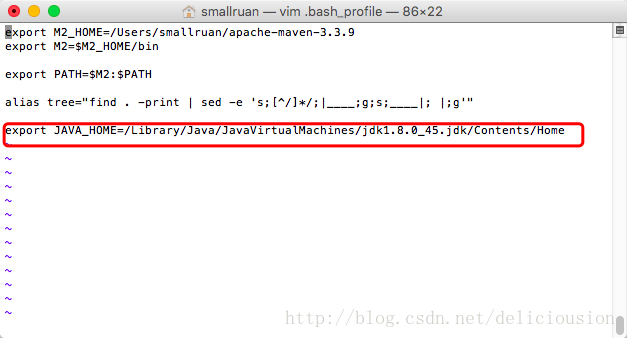 smallruan — vim .bash_profile — 86×22
export M2_HOME=/Users/smallruan/apache-maven-3.3.9
export M2=$M2_HOME/bin
export PATH=$M2:$PATH
alias tree="find . -print | sed -e 's;[^/]*/;|____;g;s;____|; |;g'"
export JAVA_HOME=/Library/Java/JavaVirtualMachines/jdk1.8.0_45.jdk/Contents/Home
~
~
~
~
~
~
~
~
~
~
~
~
http://blog.csdn.net/deliciousion